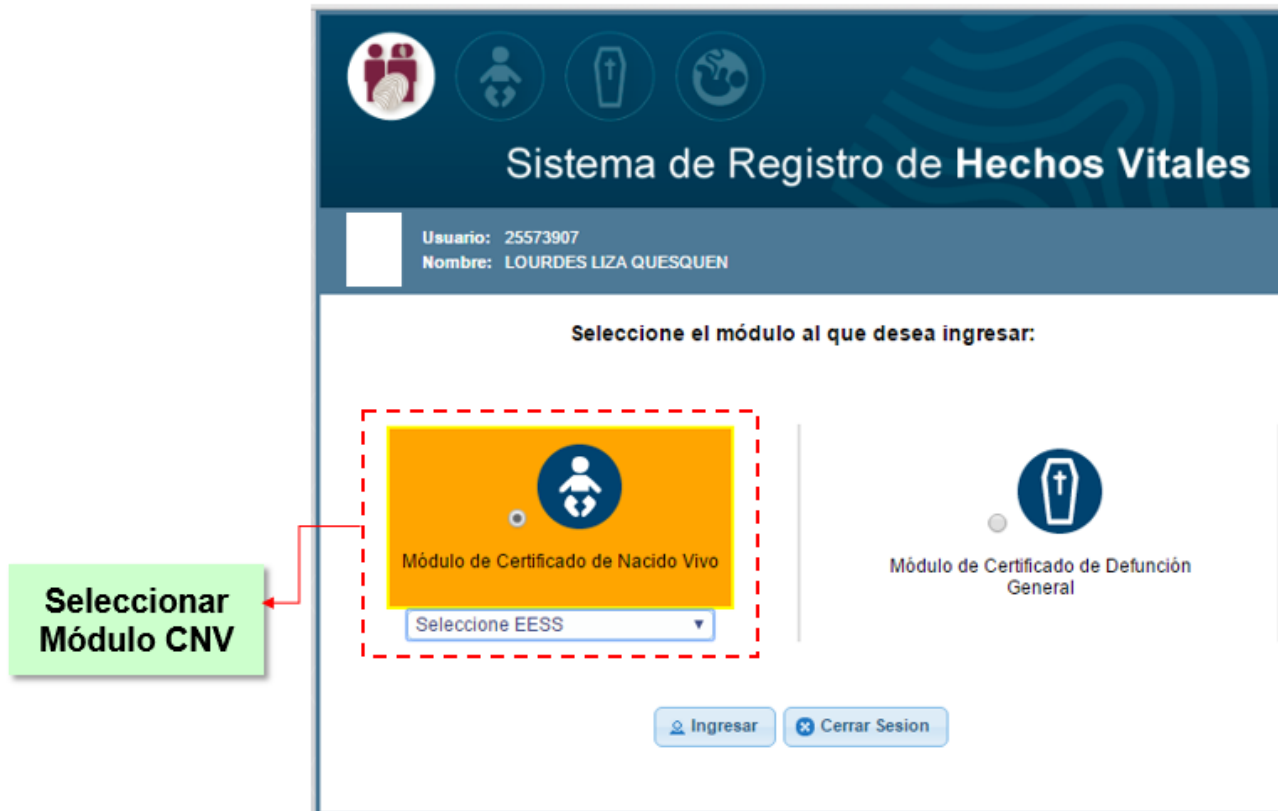 Sistema de Registro de Hechos Vitales
Usuario: 25573907
Nombre: LOURDES LIZA QUESQUEN
Seleccione el módulo al que desea ingresar:
Módulo de Certificado de Nacido Vivo
Seleccione EESS
Módulo de Certificado de Defunción
General
Seleccionar
Módulo CNV
Ingresar
Cerrar Sesion